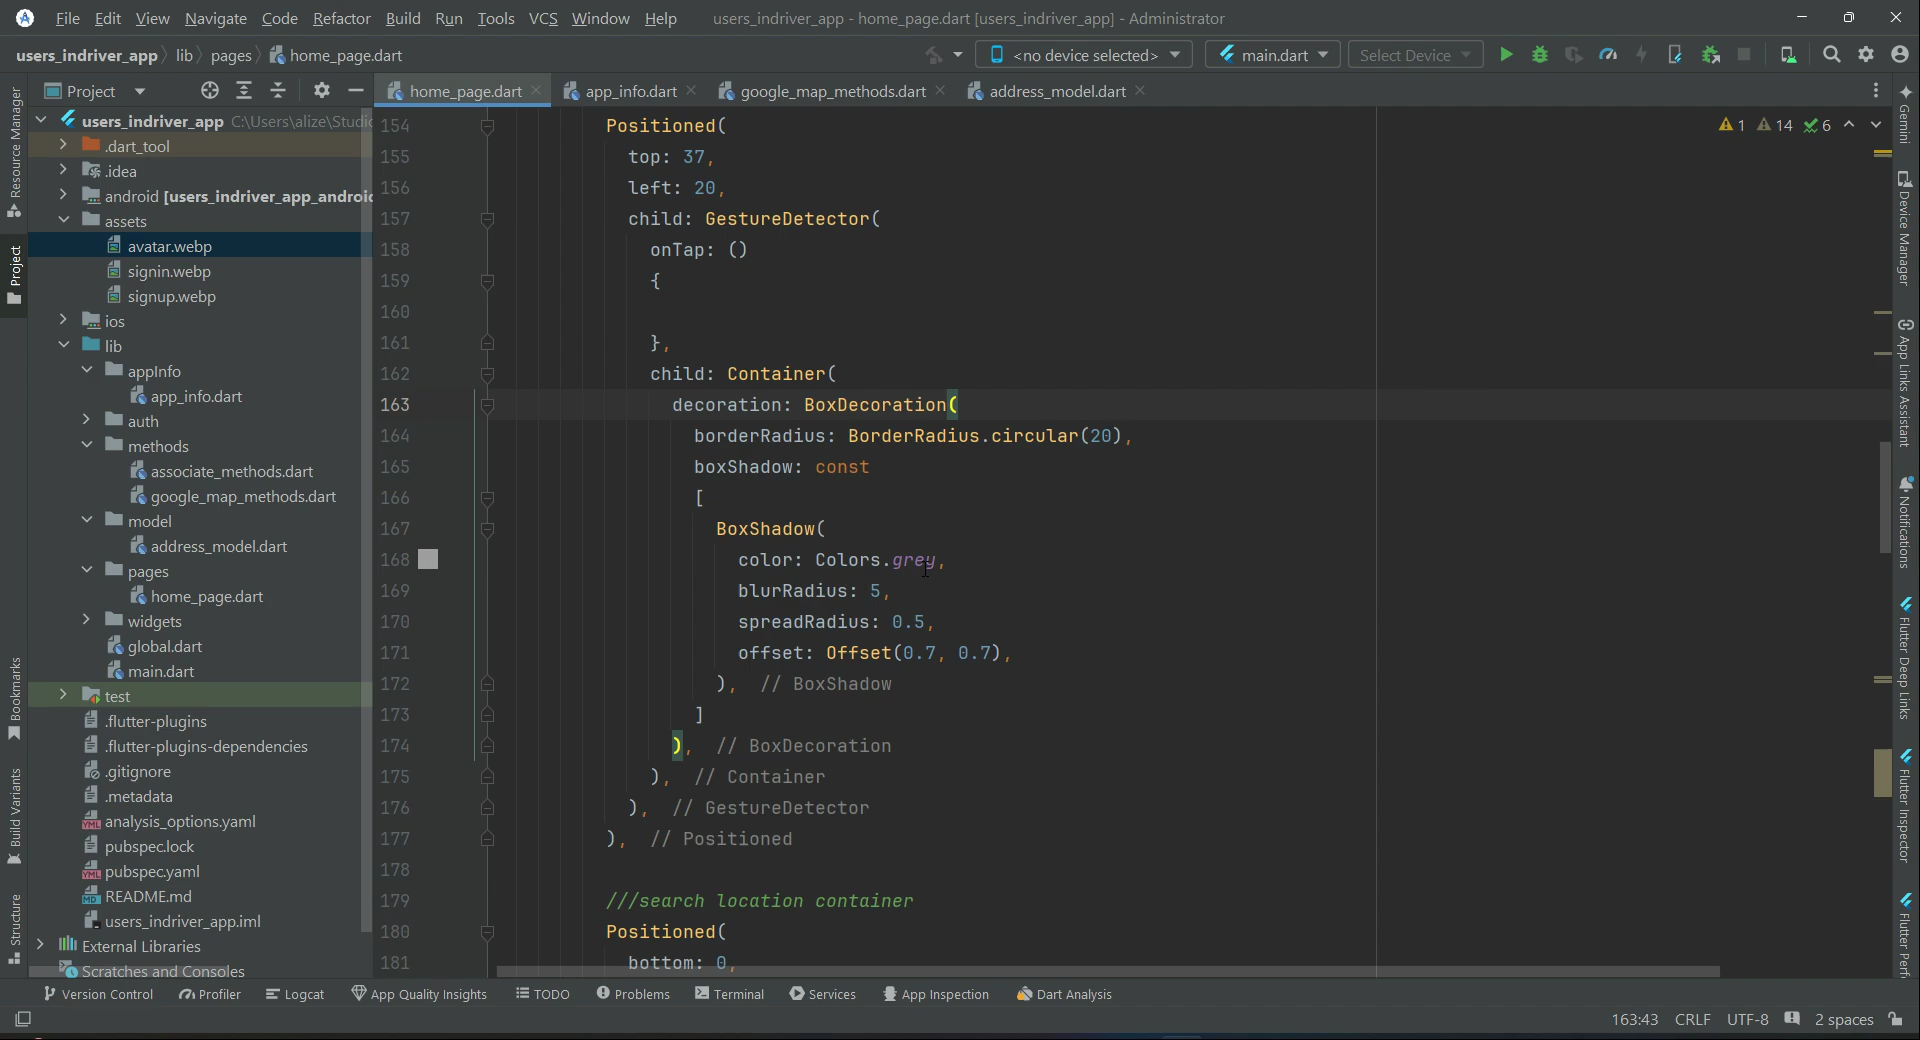 File Edit View Navigate Code Refactor Build Run Tools VCS Window Help users_indriver_app - home_page.dart [users_indriver_app] - Administrator
users_indriver_app lib pages home_page.dart <no device selected> main.dart Select Device
Project home_page.dart app_info.dart google_map_methods.dart address_model.dart
users_indriver_app C:\Users\alize\Studi
.dart_tool
.idea
android [users_indriver_app_androi
assets
avatar.webp
signin.webp
signup.webp
ios
lib
appInfo
app_info.dart
auth
methods
associate_methods.dart
google_map_methods.dart
model
address_model.dart
pages
home_page.dart
widgets
global.dart
main.dart
test
.flutter-plugins
.flutter-plugins-dependencies
.gitignore
.metadata
analysis_options.yaml
pubspec.lock
pubspec.yaml
README.md
users_indriver_app.iml
External Libraries
Scratches and Consoles
Resource Manager
Project
Bookmarks
Build Variants
Structure
154 Positioned(
155 top: 37,
156 left: 20,
157 child: GestureDetector(
158 onTap: ()
159 {
160
161 },
162 child: Container(
163 decoration: BoxDecoration(
164 borderRadius: BorderRadius.circular(20),
165 boxShadow: const
166 [
167 BoxShadow(
168 color: Colors.grey,
169 blurRadius: 5,
170 spreadRadius: 0.5,
171 offset: Offset(0.7, 0.7),
172 ), // BoxShadow
173 ]
174 ), // BoxDecoration
175 ), // Container
176 ), // GestureDetector
177 ), // Positioned
178
179 ///search location container
180 Positioned(
181 bottom: 0,
1 14 6
Gemini
Device Manager
App Links Assistant
Notifications
Flutter Deep Links
Flutter Inspector
Flutter Perf
Version Control Profiler Logcat App Quality Insights TODO Problems Terminal Services App Inspection Dart Analysis
163:43 CRLF UTF-8 2 spaces